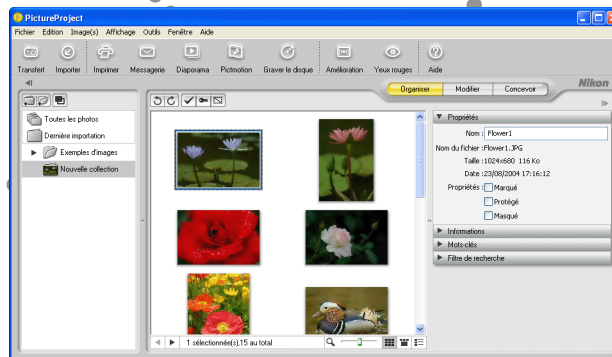 PictureProject
Fichier Edition Image(s) Affichage Outils Fenêtre Aide
Transfert Importer Imprimer Messagerie Diaporama Pictmotion Graver le disque Amélioration Yeux rouges Aide
Organiser Modifier Concevoir Nikon
Toutes les photos
Dernière importation
Exemples d'images
Nouvelle collection
Propriétés
Nom : Flower1
Nom du fichier :Flower1.JPG
Taille :1024x680 116 Ko
Date :23/08/2004 17:16:12
Propriétés : Marqué
Protégé
Masqué
Informations
Mots-clés
Filtre de recherche
1 sélectionnée(s),15 au total